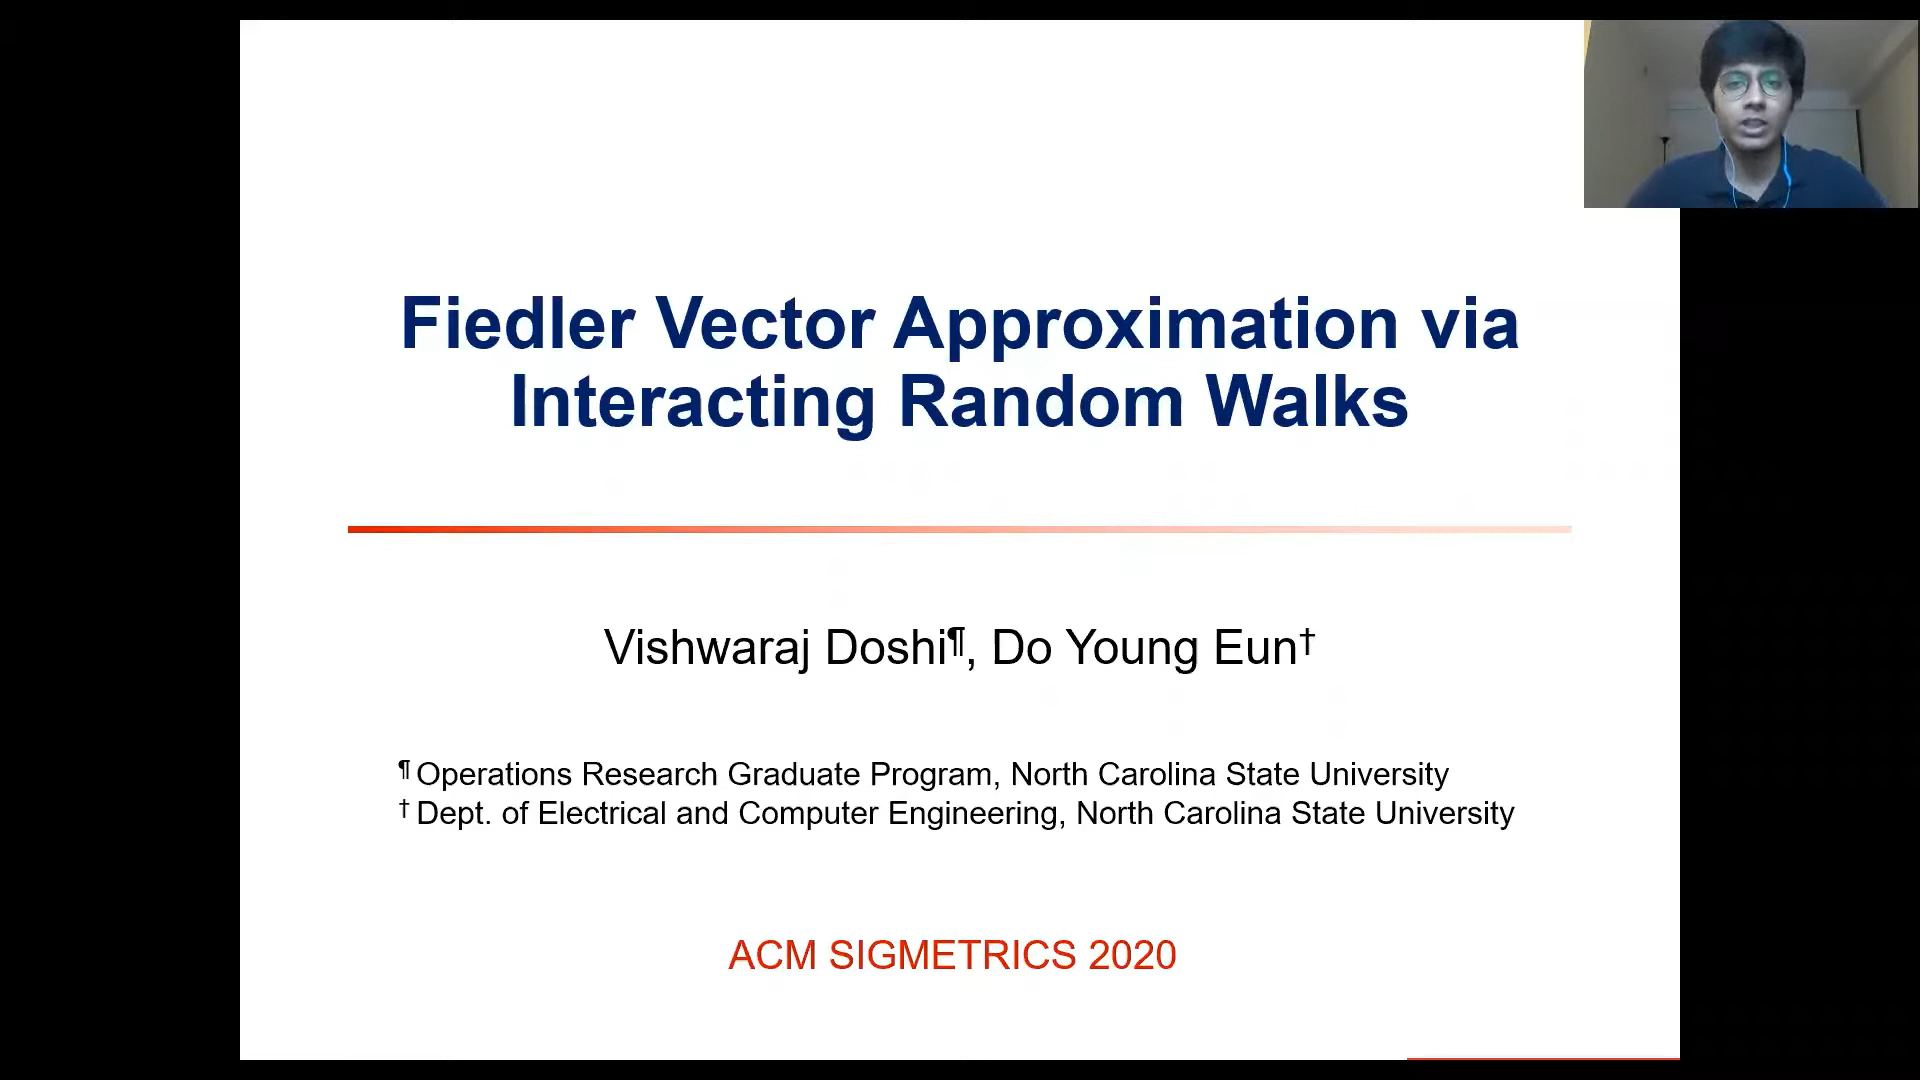 Fiedler Vector Approximation via
Interacting Random Walks
Vishwaraj Doshi¶, Do Young Eun†
¶ Operations Research Graduate Program, North Carolina State University
† Dept. of Electrical and Computer Engineering, North Carolina State University
ACM SIGMETRICS 2020